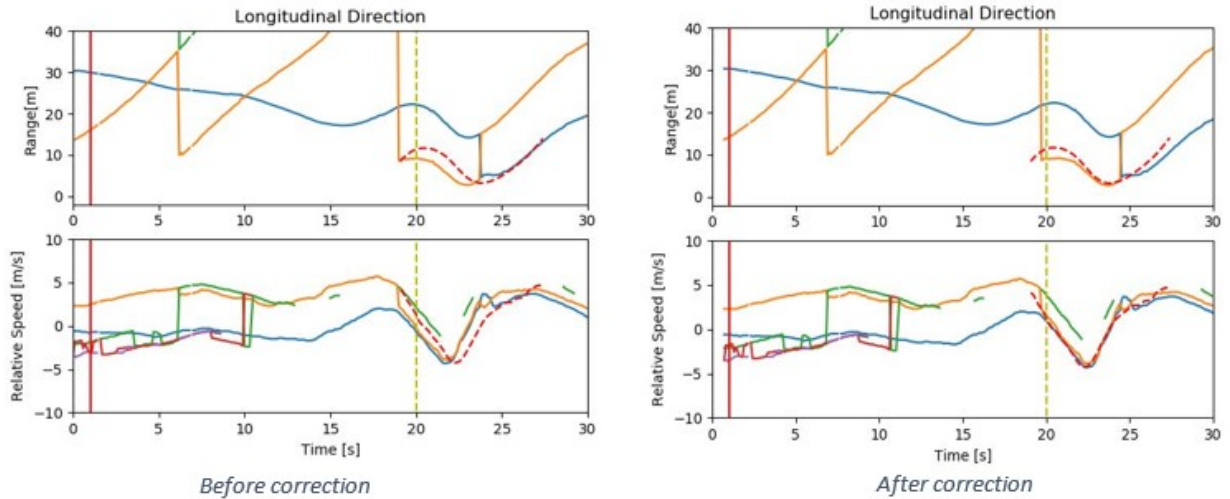 Longitudinal Direction
Range[m]
40
30
20
10
0
0 5 10 15 20 25 30
Relative Speed [m/s]
10
5
0
−5
−10
0 5 10 15 20 25 30
Time [s]
Before correction
Longitudinal Direction
Range[m]
40
30
20
10
0
0 5 10 15 20 25 30
Relative Speed [m/s]
10
5
0
−5
−10
0 5 10 15 20 25 30
Time [s]
After correction